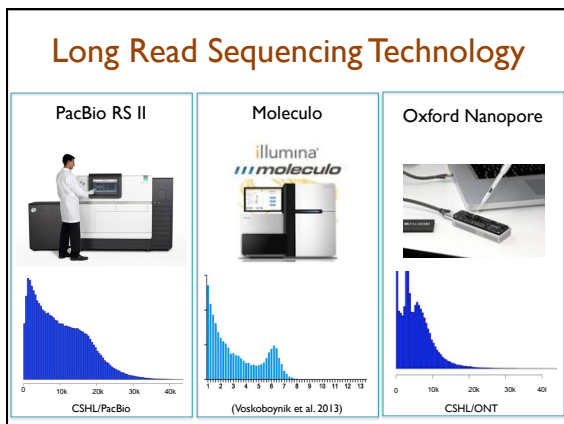 Long Read Sequencing Technology
PacBio RS II
0 10k 20k 30k 40k
CSHL/PacBio
Moleculo
illumina®
moleculo
1 2 3 4 5 6 7 8 9 10 11 12 13
(Voskoboynik et al. 2013)
Oxford Nanopore
MinION
0 10k 20k 30k 40l
CSHL/ONT